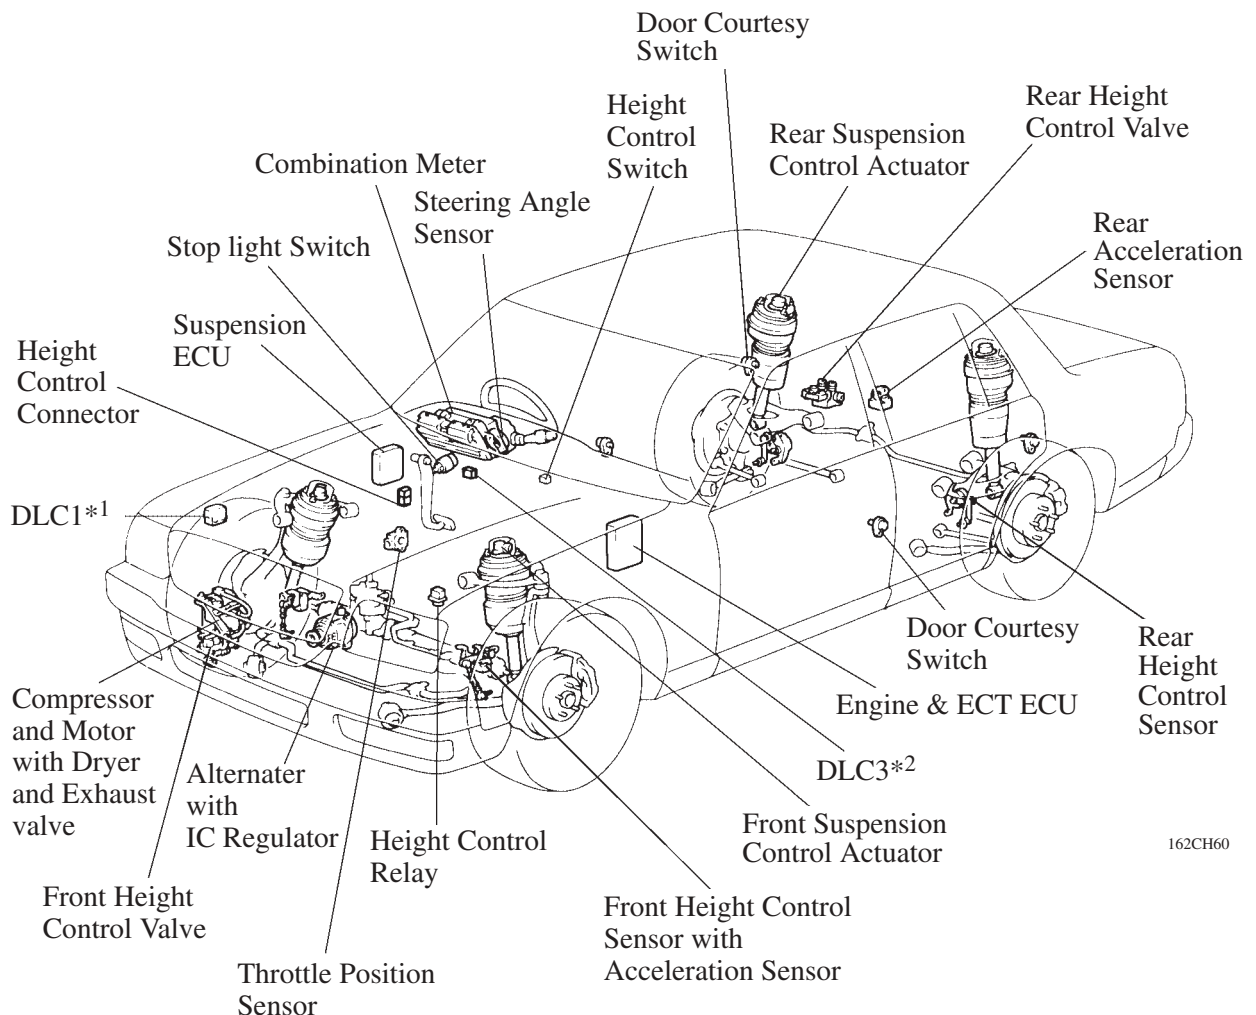 Door Courtesy
Switch
Height
Control
Switch
Rear Suspension
Control Actuator
Rear Height
Control Valve
Combination Meter
Steering Angle
Sensor
Stop light Switch
Rear
Acceleration
Sensor
Suspension
ECU
Height
Control
Connector
DLC1*1
Door Courtesy
Switch
Rear
Height
Control
Sensor
Engine & ECT ECU
Compressor
and Motor
with Dryer
and Exhaust
valve
Alternater
with
IC Regulator
DLC3*2
Height Control
Relay
Front Suspension
Control Actuator
162CH60
Front Height
Control Valve
Front Height Control
Sensor with
Acceleration Sensor
Throttle Position
Sensor